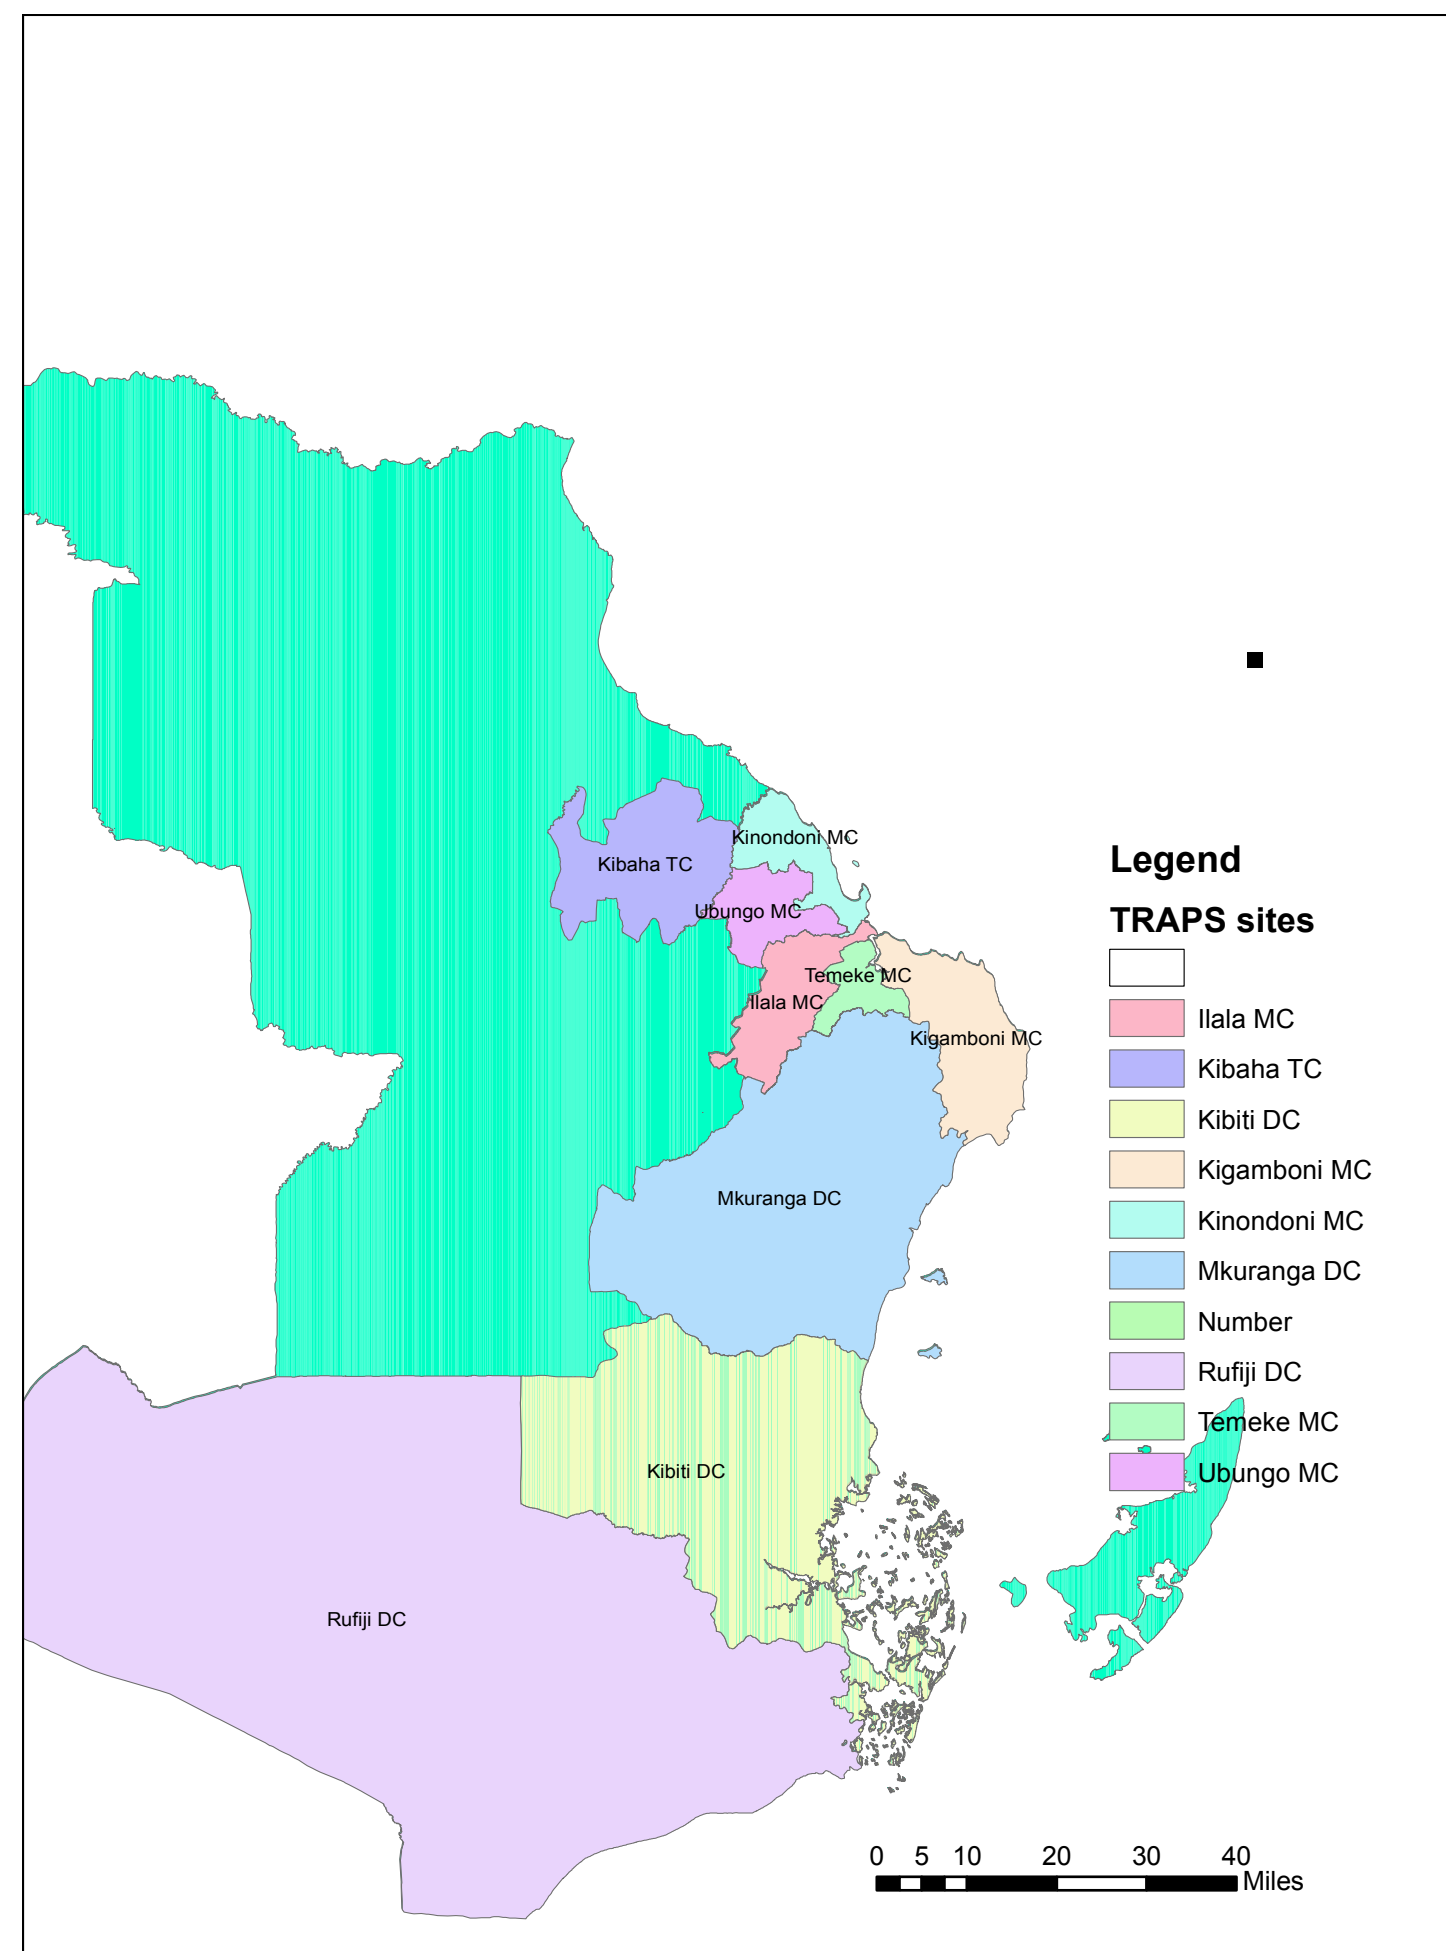 Kinondoni MC
Kibaha TC
Ubungo MC
Temeke MC
Ilala MC
Kigamboni MC
Mkuranga DC
Kibiti DC
Rufiji DC
Legend
TRAPS sites
Ilala MC
Kibaha TC
Kibiti DC
Kigamboni MC
Kinondoni MC
Mkuranga DC
Number
Rufiji DC
Temeke MC
Ubungo MC
0 5 10 20 30 40
Miles